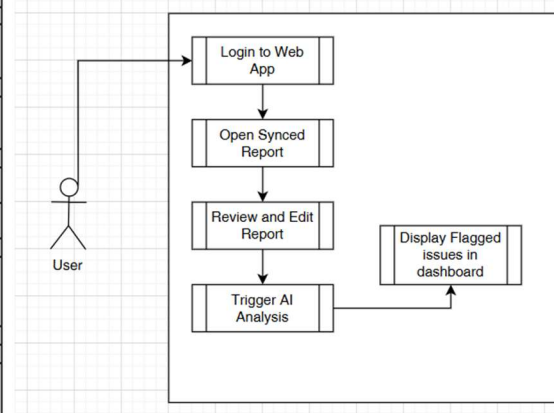 Login to Web
App
Open Synced
Report
Review and Edit
Report
Display Flagged
issues in
dashboard
User
Trigger AI
Analysis